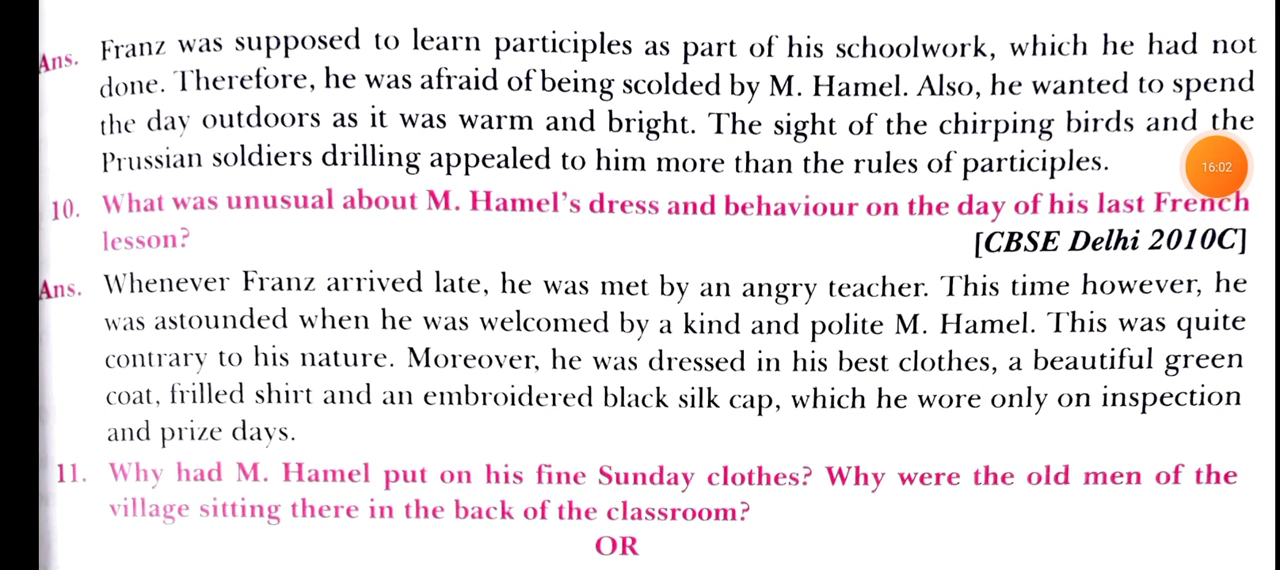 Ans. Franz was supposed to learn participles as part of his schoolwork, which he had not
done. Therefore, he was afraid of being scolded by M. Hamel. Also, he wanted to spend
the day outdoors as it was warm and bright. The sight of the chirping birds and the
Prussian soldiers drilling appealed to him more than the rules of participles.
16:02
10. What was unusual about M. Hamel's dress and behaviour on the day of his last French
lesson? [CBSE Delhi 2010C]
Ans. Whenever Franz arrived late, he was met by an angry teacher. This time however, he
was astounded when he was welcomed by a kind and polite M. Hamel. This was quite
contrary to his nature. Moreover, he was dressed in his best clothes, a beautiful green
coat, frilled shirt and an embroidered black silk cap, which he wore only on inspection
and prize days.
11. Why had M. Hamel put on his fine Sunday clothes? Why were the old men of the
village sitting there in the back of the classroom?
OR